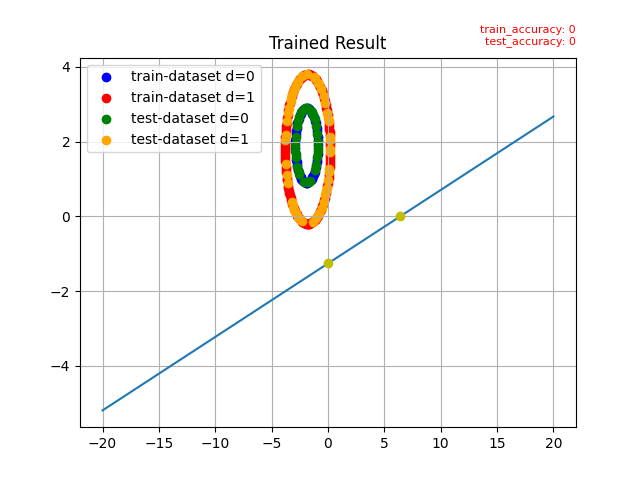 train_accuracy: 0
test_accuracy: 0
Trained Result
train-dataset d=0
train-dataset d=1
test-dataset d=0
test-dataset d=1
4
2
0
−2
−4
−20 −15 −10 −5 0 5 10 15 20